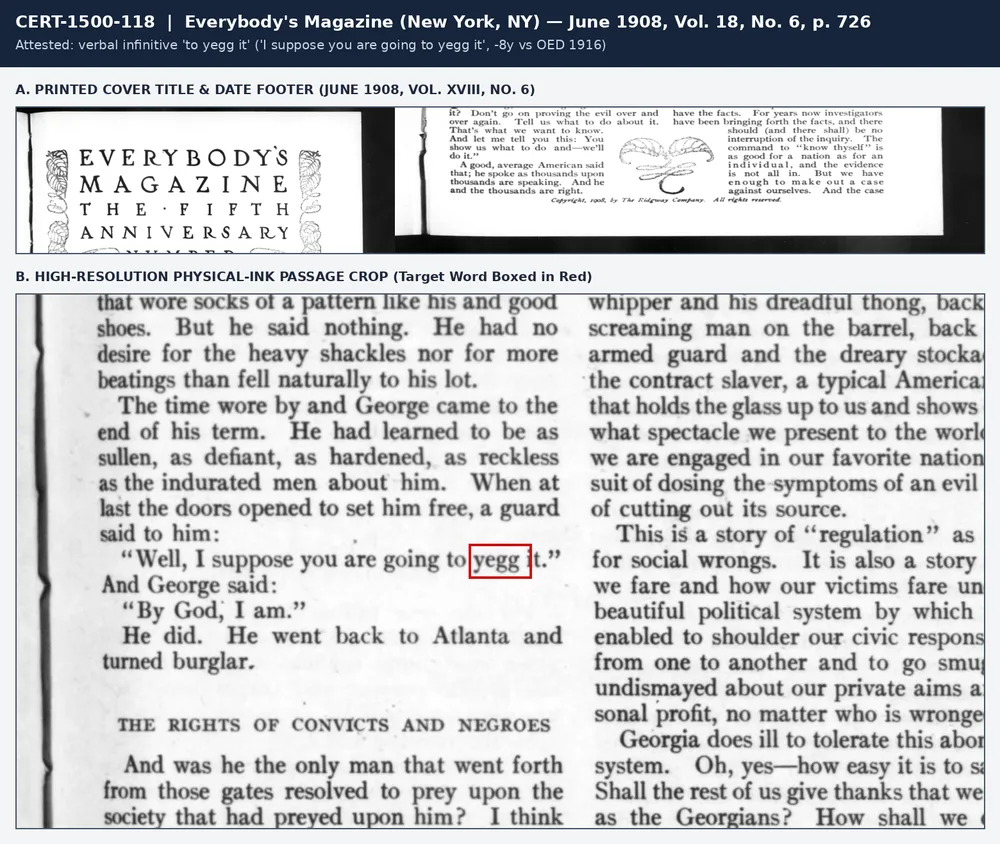 CERT-1500-118 | Everybody's Magazine (New York, NY) — June 1908, Vol. 18, No. 6, p. 726
Attested: verbal infinitive 'to yegg it' ('I suppose you are going to yegg it', -8y vs OED 1916)
A. PRINTED COVER TITLE & DATE FOOTER (JUNE 1908, VOL. XVIII, NO. 6)
EVERYBODY'S
MAGAZINE
THE · FIFTH
ANNIVERSARY
NUMBER
it? Don't go on proving the evil over and
over again. Tell us what to do about it.
That's what we want to know.
And let me tell you this: You
show us what to do and—we'll
do it."
A good, average American said
that; he spoke as thousands upon
thousands are speaking. And he
and the thousands are right.
have the facts. For years now investigators
have been bringing forth the facts, and there
should (and there shall) be no
interruption of the inquiry. The
command to "know thyself" is
as good for a nation as for an
individual, and the evidence
is not all in. But we have
enough to make out a case
against ourselves. And the case
Copyright, 1908, by The Ridgway Company. All rights reserved.
B. HIGH-RESOLUTION PHYSICAL-INK PASSAGE CROP (Target Word Boxed in Red)
that wore socks of a pattern like his and good
shoes. But he said nothing. He had no
desire for the heavy shackles nor for more
beatings than fell naturally to his lot.
The time wore by and George came to the
end of his term. He had learned to be as
sullen, as defiant, as hardened, as reckless
as the indurated men about him. When at
last the doors opened to set him free, a guard
said to him:
"Well, I suppose you are going to yegg it."
And George said:
"By God, I am."
He did. He went back to Atlanta and
turned burglar.
THE RIGHTS OF CONVICTS AND NEGROES
And was he the only man that went forth
from those gates resolved to prey upon the
society that had preyed upon him? I think
whipper and his dreadful thong, back
screaming man on the barrel, back
armed guard and the dreary
the contract slaver, a typical
that holds the glass up to us and shows
what spectacle we present to the
we are engaged in our favorite
suit of dosing the symptoms of an evil
of cutting out its source.
This is a story of "regulation" as
for social wrongs. It is also a story
we fare and how our victims fare
beautiful political system by which
enabled to shoulder our civic
from one to another and to go
undismayed about our private aims
sonal profit, no matter who is
Georgia does ill to tolerate this
system. Oh, yes—how easy it is to
Shall the rest of us give thanks that we
as the Georgians? How shall we